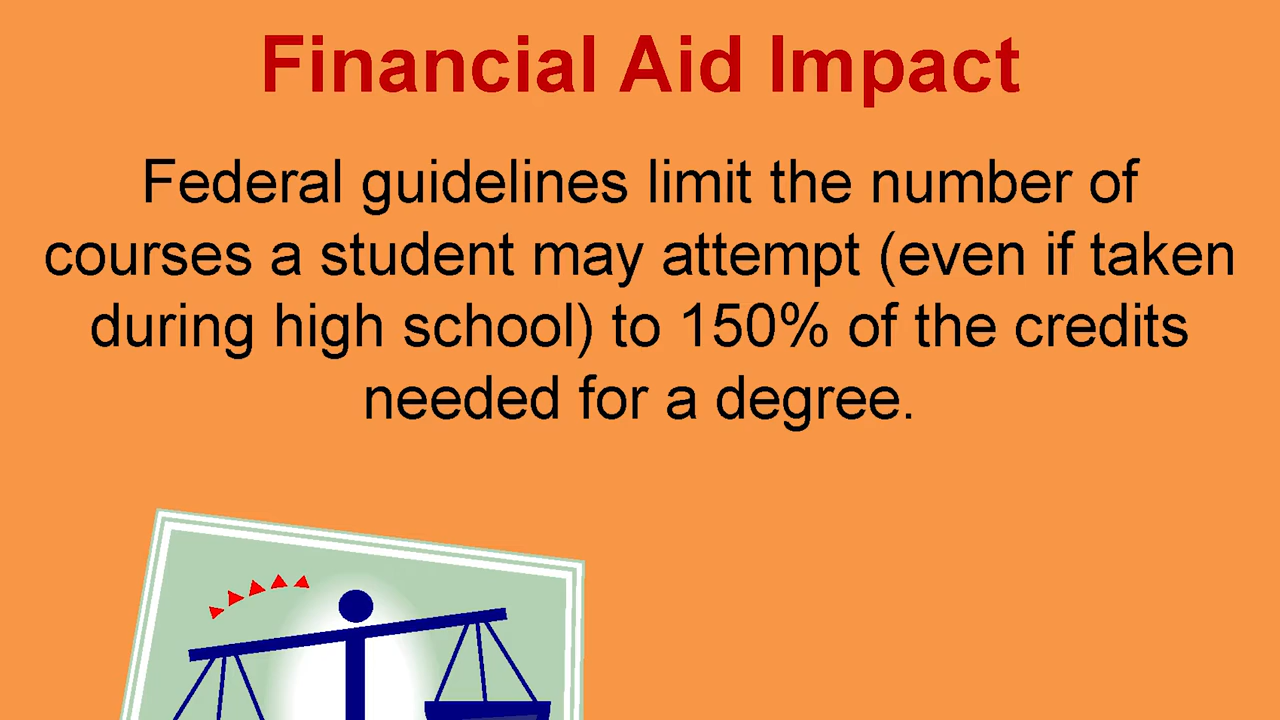 Financial Aid Impact
Federal guidelines limit the number of
courses a student may attempt (even if taken
during high school) to 150% of the credits
needed for a degree.